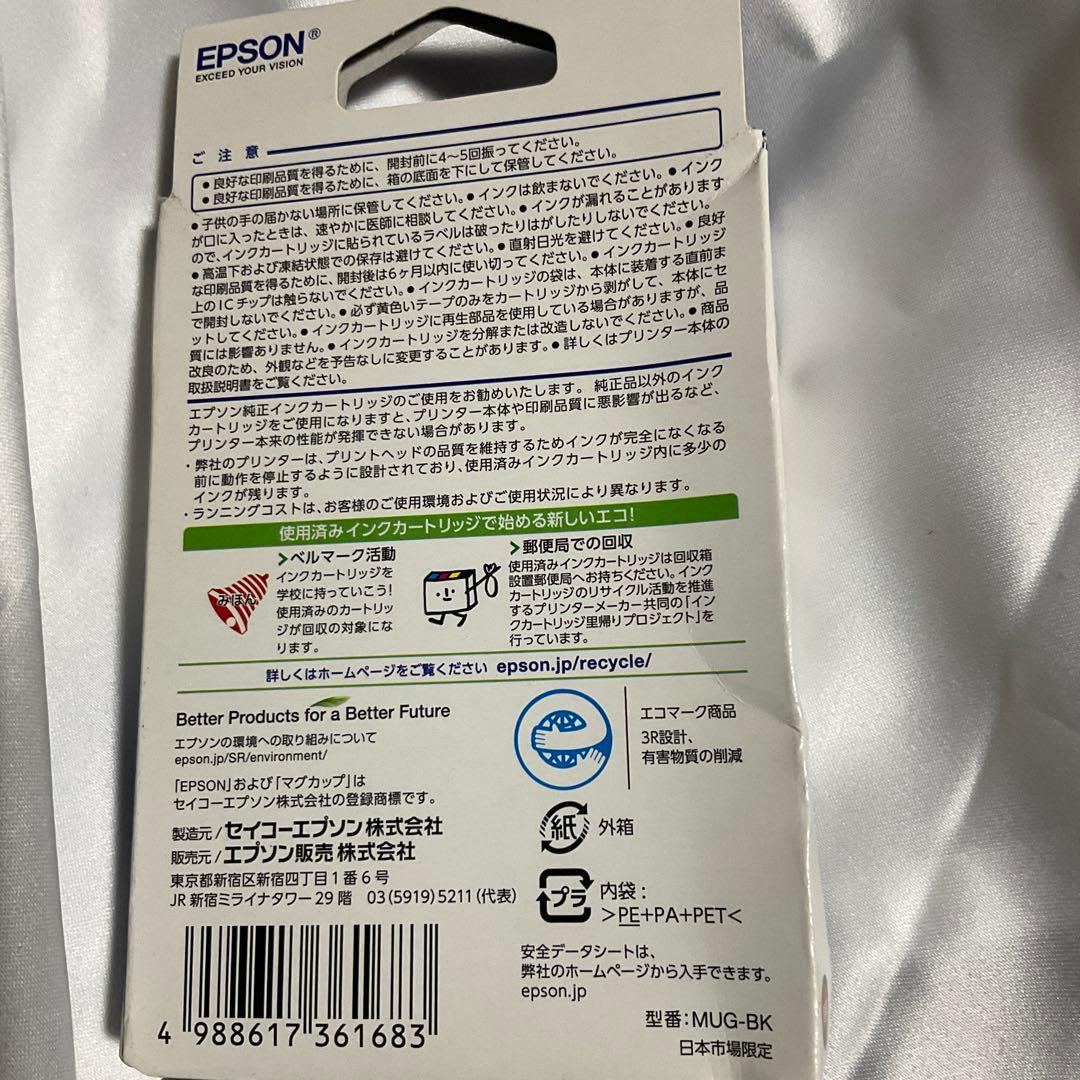 EPSON®
EXCEED YOUR VISION
ご注意
●良好な印刷品質を得るために、開封前に4〜5回振ってください。
●良好な印刷品質を得るために、箱の底面を下にして保管してください。
●子供の手の届かない場所に保管してください。●インクは飲まないでください。●インク
が口に入ったときは、速やかに医師に相談してください。●インクが漏れることがあります
ので、インクカートリッジに貼られているラベルは破ったりはがしたりしないでください。
●高温下および凍結状態での保存は避けてください。●直射日光を避けてください。●良好
な印刷品質を得るために、開封後は6ヶ月以内に使い切ってください。●インクカートリッジ
上のICチップは触らないでください。●インクカートリッジの袋は、本体に装着する直前ま
で開封しないでください。●必ず黄色いテープのみをカートリッジから剥がして、本体にセ
ットしてください。●インクカートリッジに再生部品を使用している場合がありますが、品
質には影響ありません。●インクカートリッジを分解または改造しないでください。●商品
改良のため、外観などを予告なしに変更することがあります。●詳しくはプリンター本体の
取扱説明書をご覧ください。
エプソン純正インクカートリッジのご使用をお勧めいたします。純正品以外のインク
カートリッジをご使用になりますと、プリンター本体や印刷品質に悪影響が出るなど、
プリンター本来の性能が発揮できない場合があります。
・弊社のプリンターは、プリントヘッドの品質を維持するためインクが完全になくなる
前に動作を停止するように設計されており、使用済みインクカートリッジ内に多少の
インクが残ります。
・ランニングコストは、お客様のご使用環境およびご使用状況により異なります。
使用済みインクカートリッジで始める新しいエコ!
>ベルマーク活動
みほん
インクカートリッジを
学校に持っていこう!
使用済みのカートリッ
ジが回収の対象にな
ります。
>郵便局での回収
使用済みインクカートリッジは回収箱
設置郵便局へお持ちください。インク
カートリッジのリサイクル活動を推進
するプリンターメーカー共同の「イン
クカートリッジ里帰りプロジェクト」を
行っています。
詳しくはホームページをご覧ください epson.jp/recycle/
Better Products for a Better Future
エプソンの環境への取り組みについて
epson.jp/SR/environment/
「EPSON」および「マグカップ」は
セイコーエプソン株式会社の登録商標です。
製造元/セイコーエプソン株式会社
販売元/エプソン販売株式会社
東京都新宿区新宿四丁目1番6号
JR新宿ミライナタワー29階 03(5919)5211(代表)
4 988617 361683
エコマーク商品
3R設計、
有害物質の削減
紙 外箱
プラ 内袋:
>PE+PA+PET<
安全データシートは、
弊社のホームページから入手できます。
epson.jp
型番:MUG-BK
日本市場限定